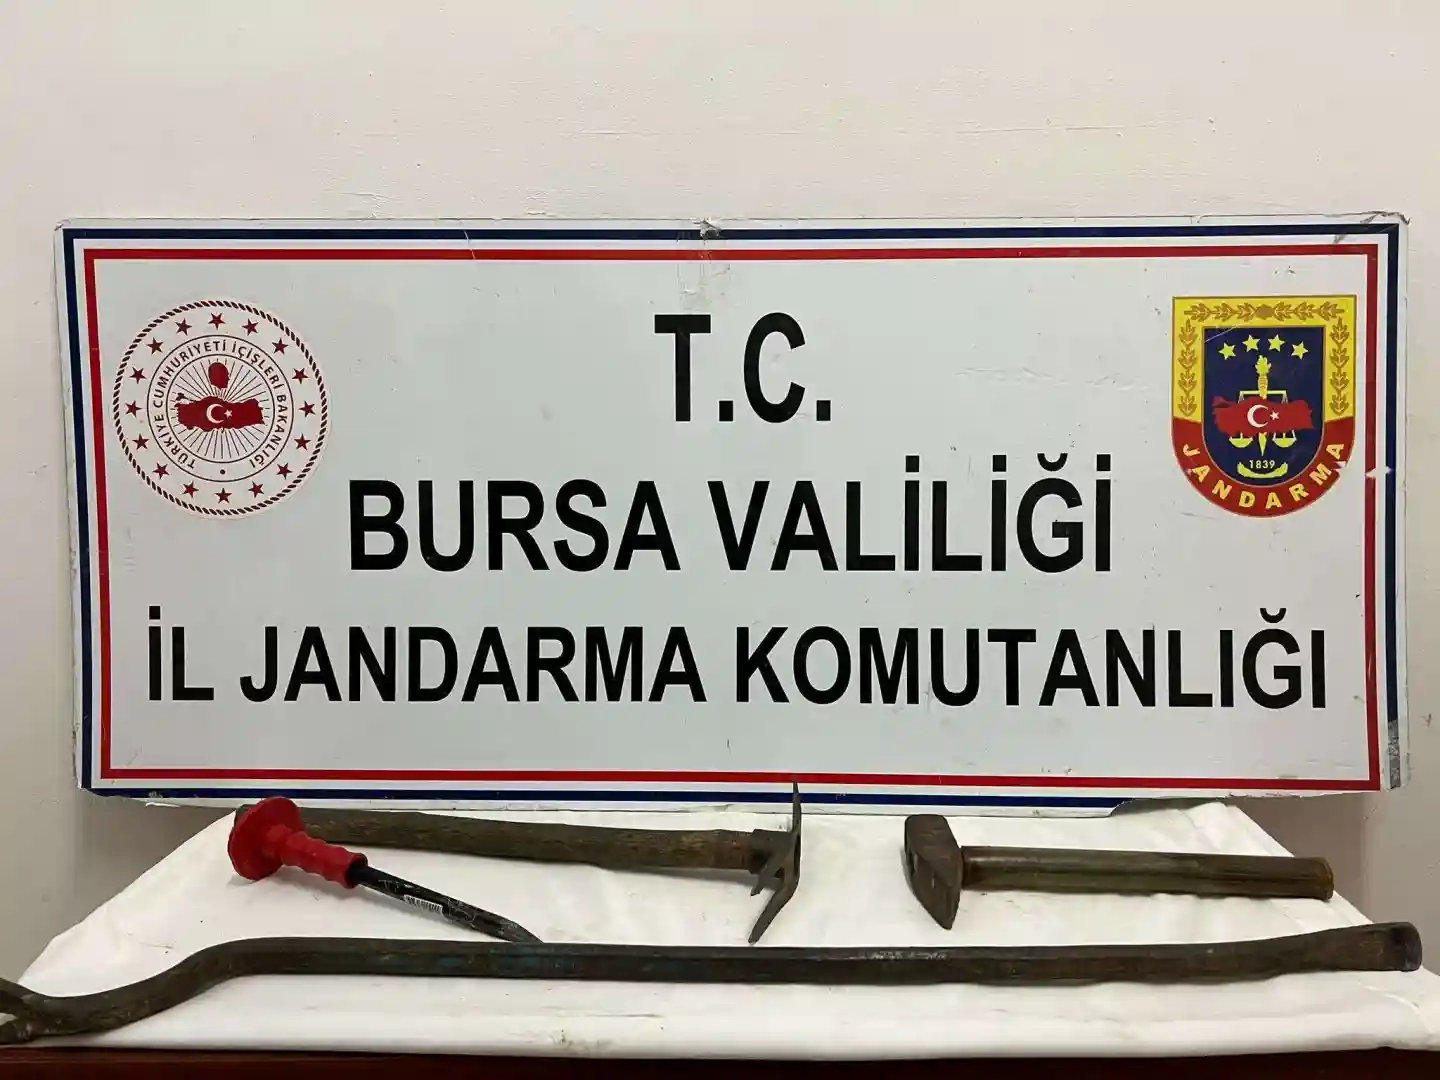 T.C.
BURSA VALİLİĞİ
İL JANDARMA KOMUTANLIĞI
TÜRKİYE CUMHURİYETİ İÇİŞLERİ BAKANLIĞI
1839
JANDARMA